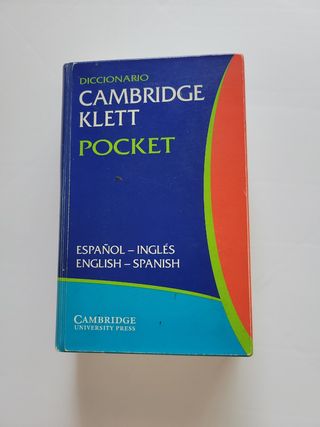 DICCIONARIO
CAMBRIDGE
KLETT
POCKET
ESPAÑOL – INGLÉS
ENGLISH – SPANISH
CAMBRIDGE
UNIVERSITY PRESS